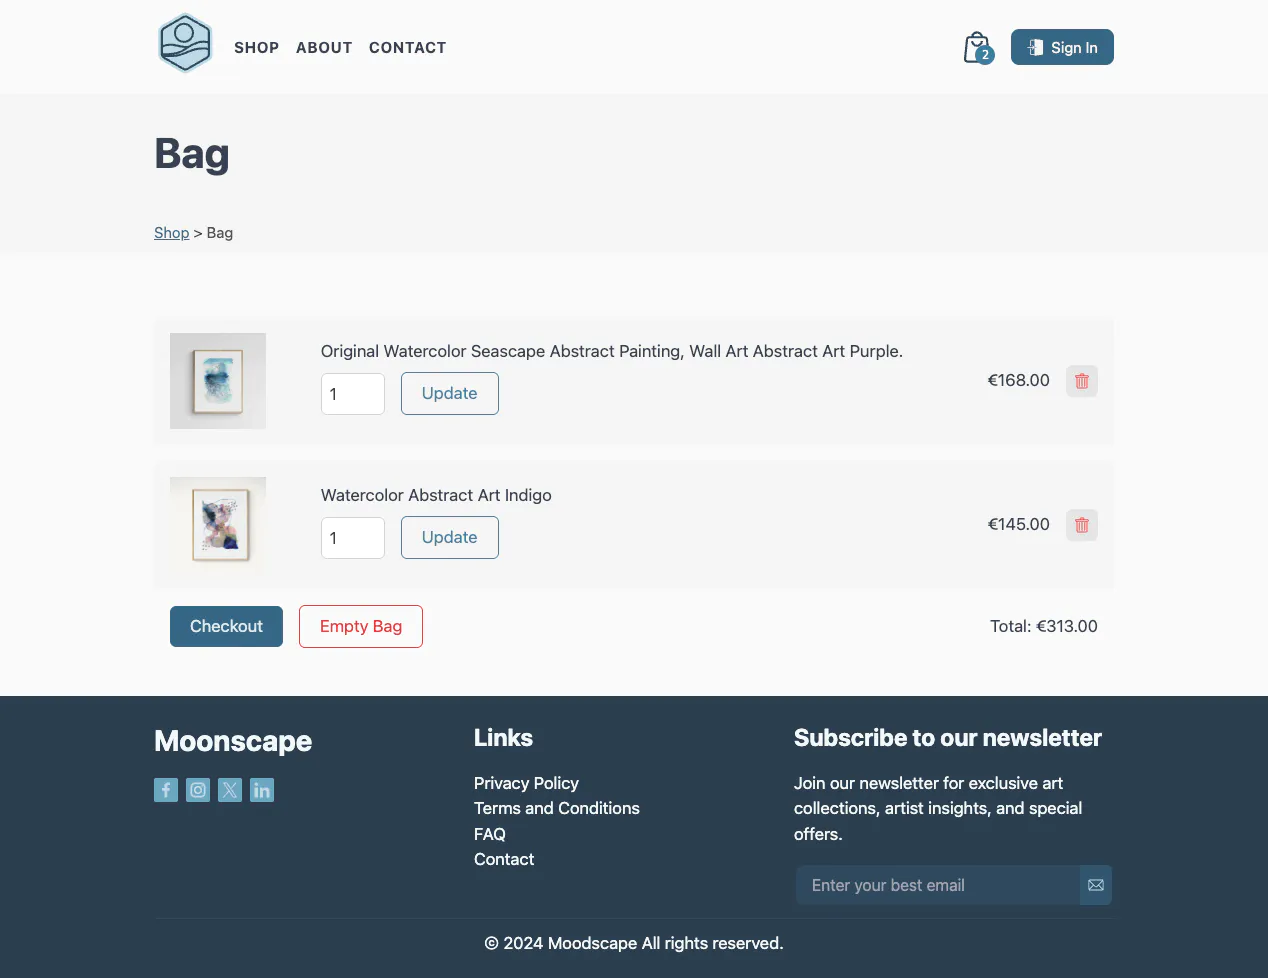 SHOP ABOUT CONTACT
2
Sign In
Bag
Shop > Bag
Original Watercolor Seascape Abstract Painting, Wall Art Abstract Art Purple.
1 Update
€168.00
Watercolor Abstract Art Indigo
1 Update
€145.00
Checkout Empty Bag Total: €313.00
Moonscape
Links
Privacy Policy
Terms and Conditions
FAQ
Contact
Subscribe to our newsletter
Join our newsletter for exclusive art
collections, artist insights, and special
offers.
Enter your best email
© 2024 Moodscape All rights reserved.